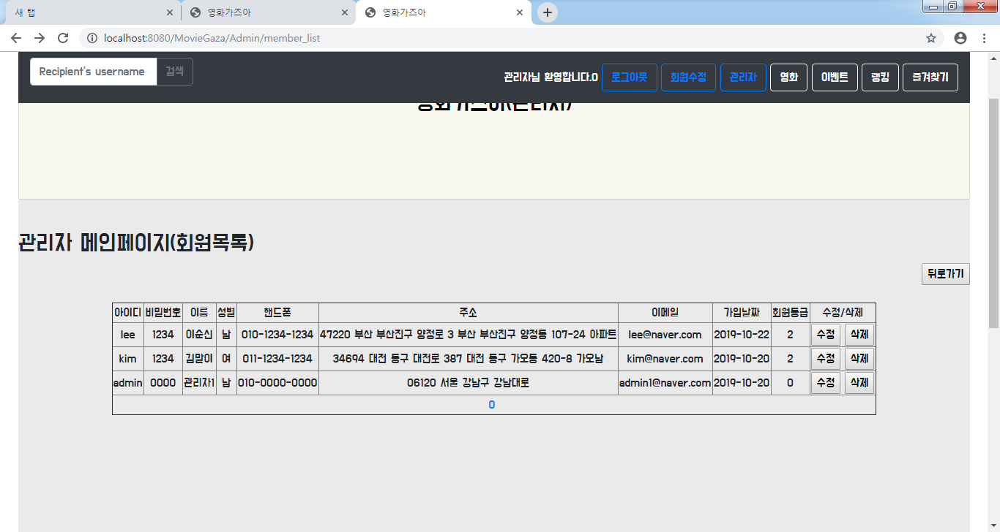 새 탭
영화가즈아
영화가즈아
localhost:8080/MovieGaza/Admin/member_list
Recipient's username 검색
관리자님 환영합니다.0 로그아웃 회원수정 관리자 영화 이벤트 랭킹 즐겨찾기
영화가즈아(관리자)
관리자 메인페이지(회원목록)
뒤로가기
아이디 비밀번호 이름 성별 핸드폰 주소 이메일 가입날짜 회원등급 수정/삭제
lee 1234 이순신 남 010-1234-1234 47220 부산 부산진구 양정로 3 부산 부산진구 양정동 107-24 아파트 lee@naver.com 2019-10-22 2 수정 삭제
kim 1234 김말이 여 011-1234-1234 34694 대전 동구 대전로 387 대전 동구 가오동 420-8 가오남 kim@naver.com 2019-10-20 2 수정 삭제
admin 0000 관리자1 남 010-0000-0000 06120 서울 강남구 강남대로 admin1@naver.com 2019-10-20 0 수정 삭제
0